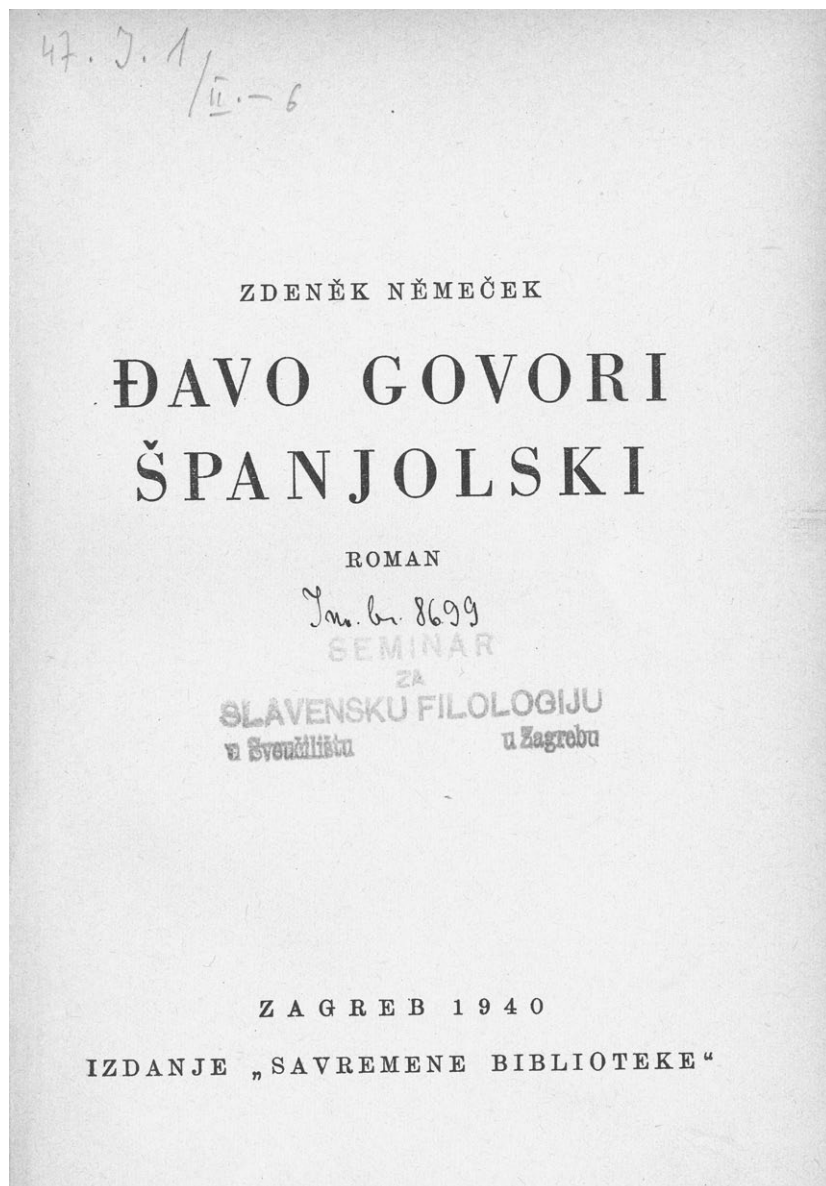 47. J. 1
/II. – 6
ZDENĚK NĚMEČEK
ĐAVO GOVORI
ŠPANJOLSKI
ROMAN
Inv. br. 8699
SEMINAR
ZA
SLAVENSKU FILOLOGIJU
u Sveučilištu u Zagrebu
ZAGREB 1940
IZDANJE „SAVREMENE BIBLIOTEKE“